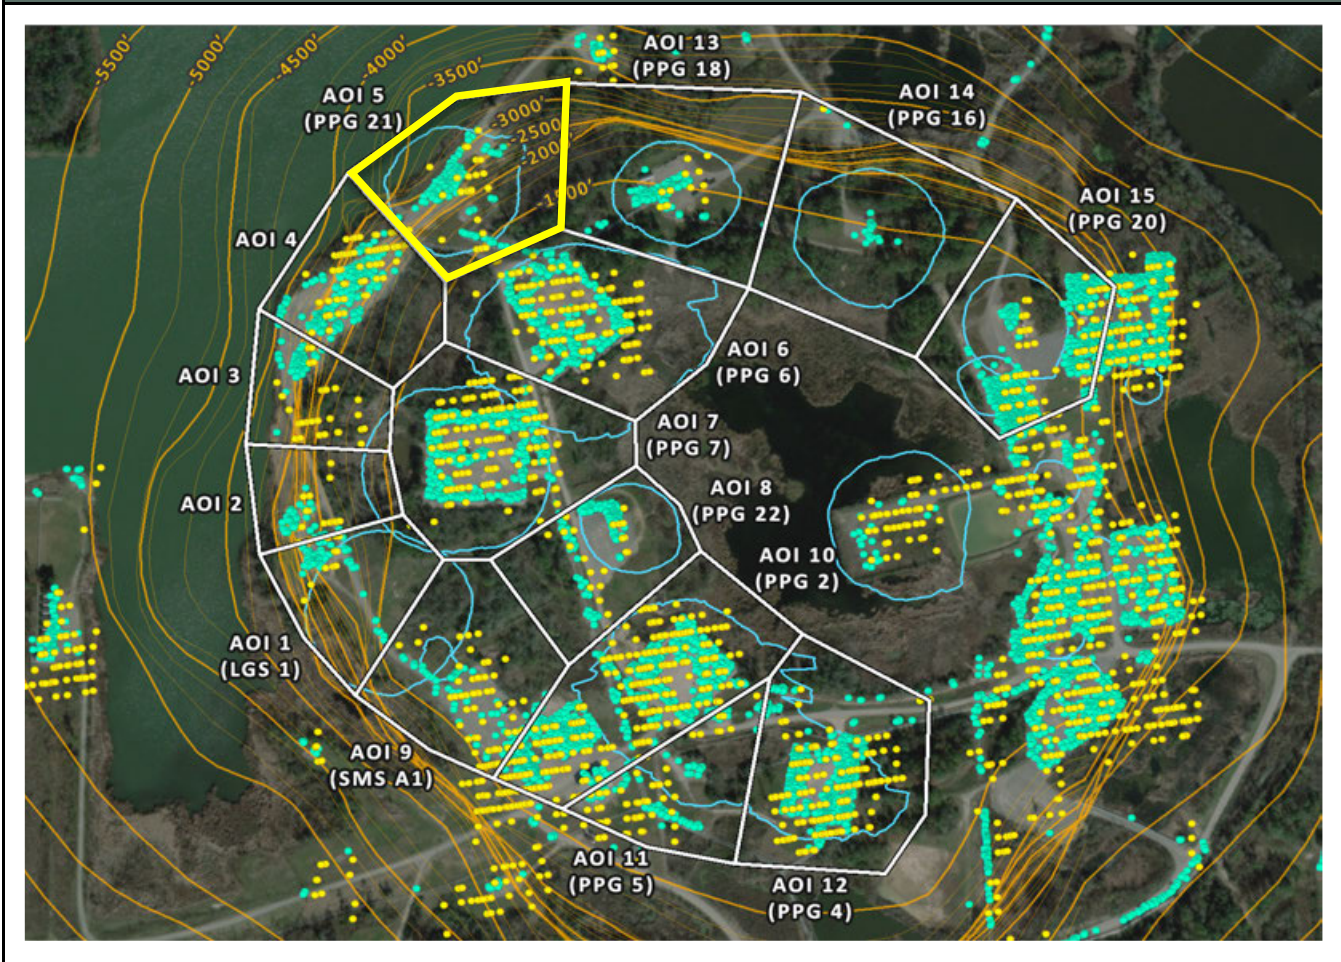 -5500'
-5000'
-4500'
-4000'
-3500'
AOI 13
(PPG 18)
AOI 5
(PPG 21)
AOI 14
(PPG 16)
-3000'
-2500'
-2000'
-1500'
AOI 15
(PPG 20)
AOI 4
AOI 3
AOI 6
(PPG 6)
AOI 7
(PPG 7)
AOI 2
AOI 8
(PPG 22)
AOI 10
(PPG 2)
AOI 1
(LGS 1)
AOI 9
(SMS A1)
AOI 11
(PPG 5)
AOI 12
(PPG 4)